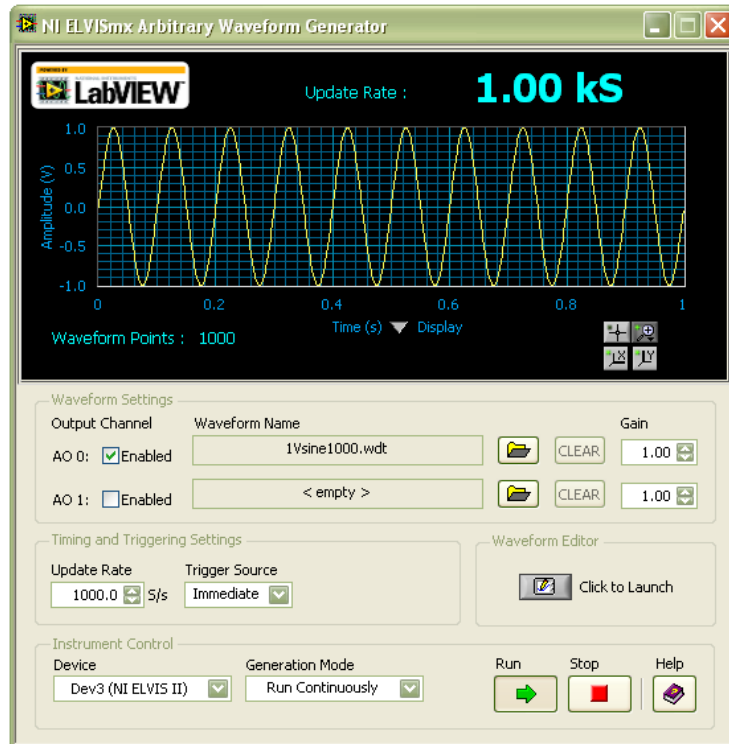 NI ELVISmx Arbitrary Waveform Generator
LabVIEW
Update Rate :
1.00 kS
1.0
0.5
0.0
-0.5
-1.0
Amplitude (V)
0 0.2 0.4 0.6 0.8 1
Time (s) Display
Waveform Points : 1000
X Y
Waveform Settings
Output Channel Waveform Name Gain
AO 0: Enabled 1Vsine1000.wdt CLEAR 1.00
AO 1: Enabled < empty > CLEAR 1.00
Timing and Triggering Settings
Waveform Editor
Update Rate Trigger Source
1000.0 S/s Immediate
Click to Launch
Instrument Control
Device Generation Mode Run Stop Help
Dev3 (NI ELVIS II) Run Continuously